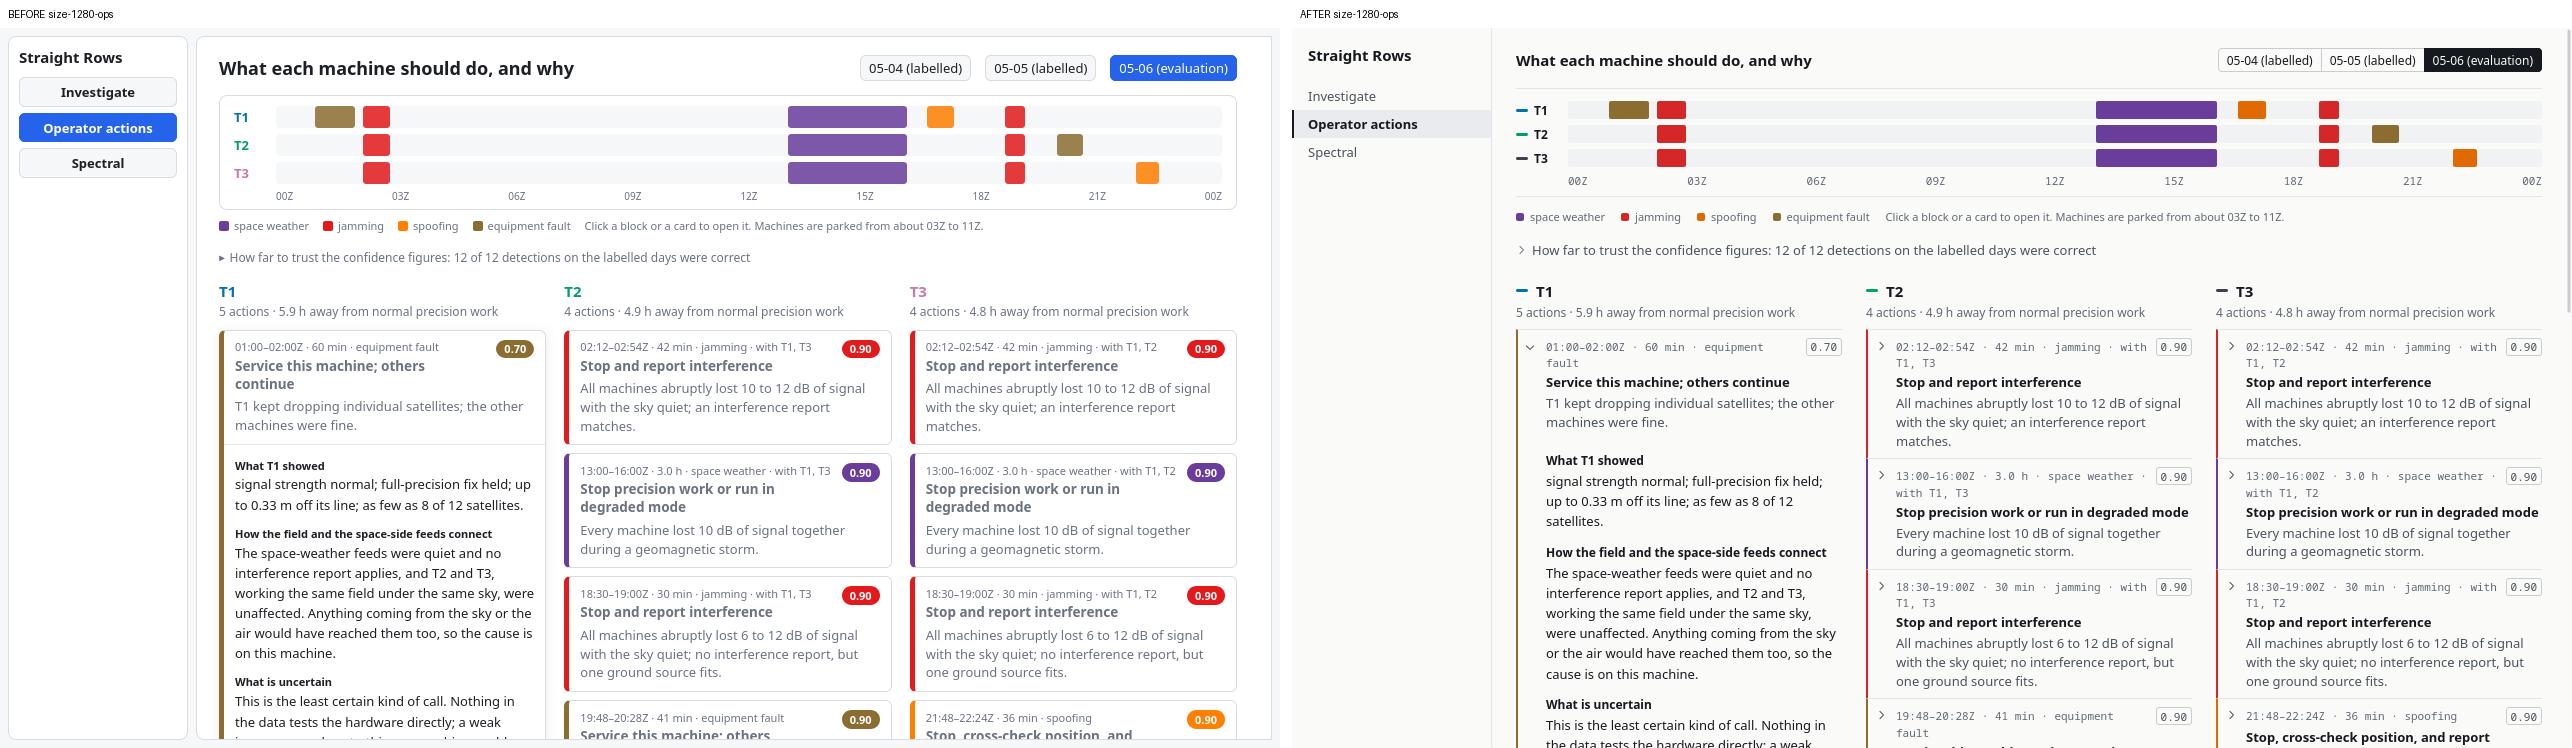 BEFORE size-1280-ops
Straight Rows
Investigate
Operator actions
Spectral
What each machine should do, and why
05-04 (labelled)
05-05 (labelled)
05-06 (evaluation)
T1
T2
T3
00Z 03Z 06Z 09Z 12Z 15Z 18Z 21Z 00Z
space weather jamming spoofing equipment fault Click a block or a card to open it. Machines are parked from about 03Z to 11Z.
▸ How far to trust the confidence figures: 12 of 12 detections on the labelled days were correct
T1
5 actions · 5.9 h away from normal precision work
01:00–02:00Z · 60 min · equipment fault 0.70
Service this machine; others
continue
T1 kept dropping individual satellites; the other
machines were fine.
What T1 showed
signal strength normal; full-precision fix held; up
to 0.33 m off its line; as few as 8 of 12 satellites.
How the field and the space-side feeds connect
The space-weather feeds were quiet and no
interference report applies, and T2 and T3,
working the same field under the same sky, were
unaffected. Anything coming from the sky or the
air would have reached them too, so the cause is
on this machine.
What is uncertain
This is the least certain kind of call. Nothing in
the data tests the hardware directly; a weak
T2
4 actions · 4.9 h away from normal precision work
02:12–02:54Z · 42 min · jamming · with T1, T3 0.90
Stop and report interference
All machines abruptly lost 10 to 12 dB of signal
with the sky quiet; an interference report
matches.
13:00–16:00Z · 3.0 h · space weather · with T1, T3 0.90
Stop precision work or run in
degraded mode
Every machine lost 10 dB of signal together
during a geomagnetic storm.
18:30–19:00Z · 30 min · jamming · with T1, T3 0.90
Stop and report interference
All machines abruptly lost 6 to 12 dB of signal
with the sky quiet; no interference report, but
one ground source fits.
19:48–20:28Z · 41 min · equipment fault 0.90
Service this machine; others
T3
4 actions · 4.8 h away from normal precision work
02:12–02:54Z · 42 min · jamming · with T1, T2 0.90
Stop and report interference
All machines abruptly lost 10 to 12 dB of signal
with the sky quiet; an interference report
matches.
13:00–16:00Z · 3.0 h · space weather · with T1, T2 0.90
Stop precision work or run in
degraded mode
Every machine lost 10 dB of signal together
during a geomagnetic storm.
18:30–19:00Z · 30 min · jamming · with T1, T2 0.90
Stop and report interference
All machines abruptly lost 6 to 12 dB of signal
with the sky quiet; no interference report, but
one ground source fits.
21:48–22:24Z · 36 min · spoofing 0.90
Stop, cross-check position, and
AFTER size-1280-ops
Straight Rows
Investigate
Operator actions
Spectral
What each machine should do, and why
05-04 (labelled)
05-05 (labelled)
05-06 (evaluation)
T1
T2
T3
00Z 03Z 06Z 09Z 12Z 15Z 18Z 21Z 00Z
space weather jamming spoofing equipment fault Click a block or a card to open it. Machines are parked from about 03Z to 11Z.
How far to trust the confidence figures: 12 of 12 detections on the labelled days were correct
T1
5 actions · 5.9 h away from normal precision work
01:00–02:00Z · 60 min · equipment 0.70
fault
Service this machine; others continue
T1 kept dropping individual satellites; the other
machines were fine.
What T1 showed
signal strength normal; full-precision fix held;
up to 0.33 m off its line; as few as 8 of 12
satellites.
How the field and the space-side feeds connect
The space-weather feeds were quiet and no
interference report applies, and T2 and T3,
working the same field under the same sky,
were unaffected. Anything coming from the sky
or the air would have reached them too, so the
cause is on this machine.
What is uncertain
This is the least certain kind of call. Nothing in
the data tests the hardware directly; a weak
T2
4 actions · 4.9 h away from normal precision work
02:12–02:54Z · 42 min · jamming · with 0.90
T1, T3
Stop and report interference
All machines abruptly lost 10 to 12 dB of signal
with the sky quiet; an interference report
matches.
13:00–16:00Z · 3.0 h · space weather · 0.90
with T1, T3
Stop precision work or run in degraded mode
Every machine lost 10 dB of signal together
during a geomagnetic storm.
18:30–19:00Z · 30 min · jamming · with 0.90
T1, T3
Stop and report interference
All machines abruptly lost 6 to 12 dB of signal
with the sky quiet; no interference report, but
one ground source fits.
19:48–20:28Z · 41 min · equipment 0.90
fault
T3
4 actions · 4.8 h away from normal precision work
02:12–02:54Z · 42 min · jamming · with 0.90
T1, T2
Stop and report interference
All machines abruptly lost 10 to 12 dB of signal
with the sky quiet; an interference report
matches.
13:00–16:00Z · 3.0 h · space weather · 0.90
with T1, T2
Stop precision work or run in degraded mode
Every machine lost 10 dB of signal together
during a geomagnetic storm.
18:30–19:00Z · 30 min · jamming · with 0.90
T1, T2
Stop and report interference
All machines abruptly lost 6 to 12 dB of signal
with the sky quiet; no interference report, but
one ground source fits.
21:48–22:24Z · 36 min · spoofing 0.90
Stop, cross-check position, and report